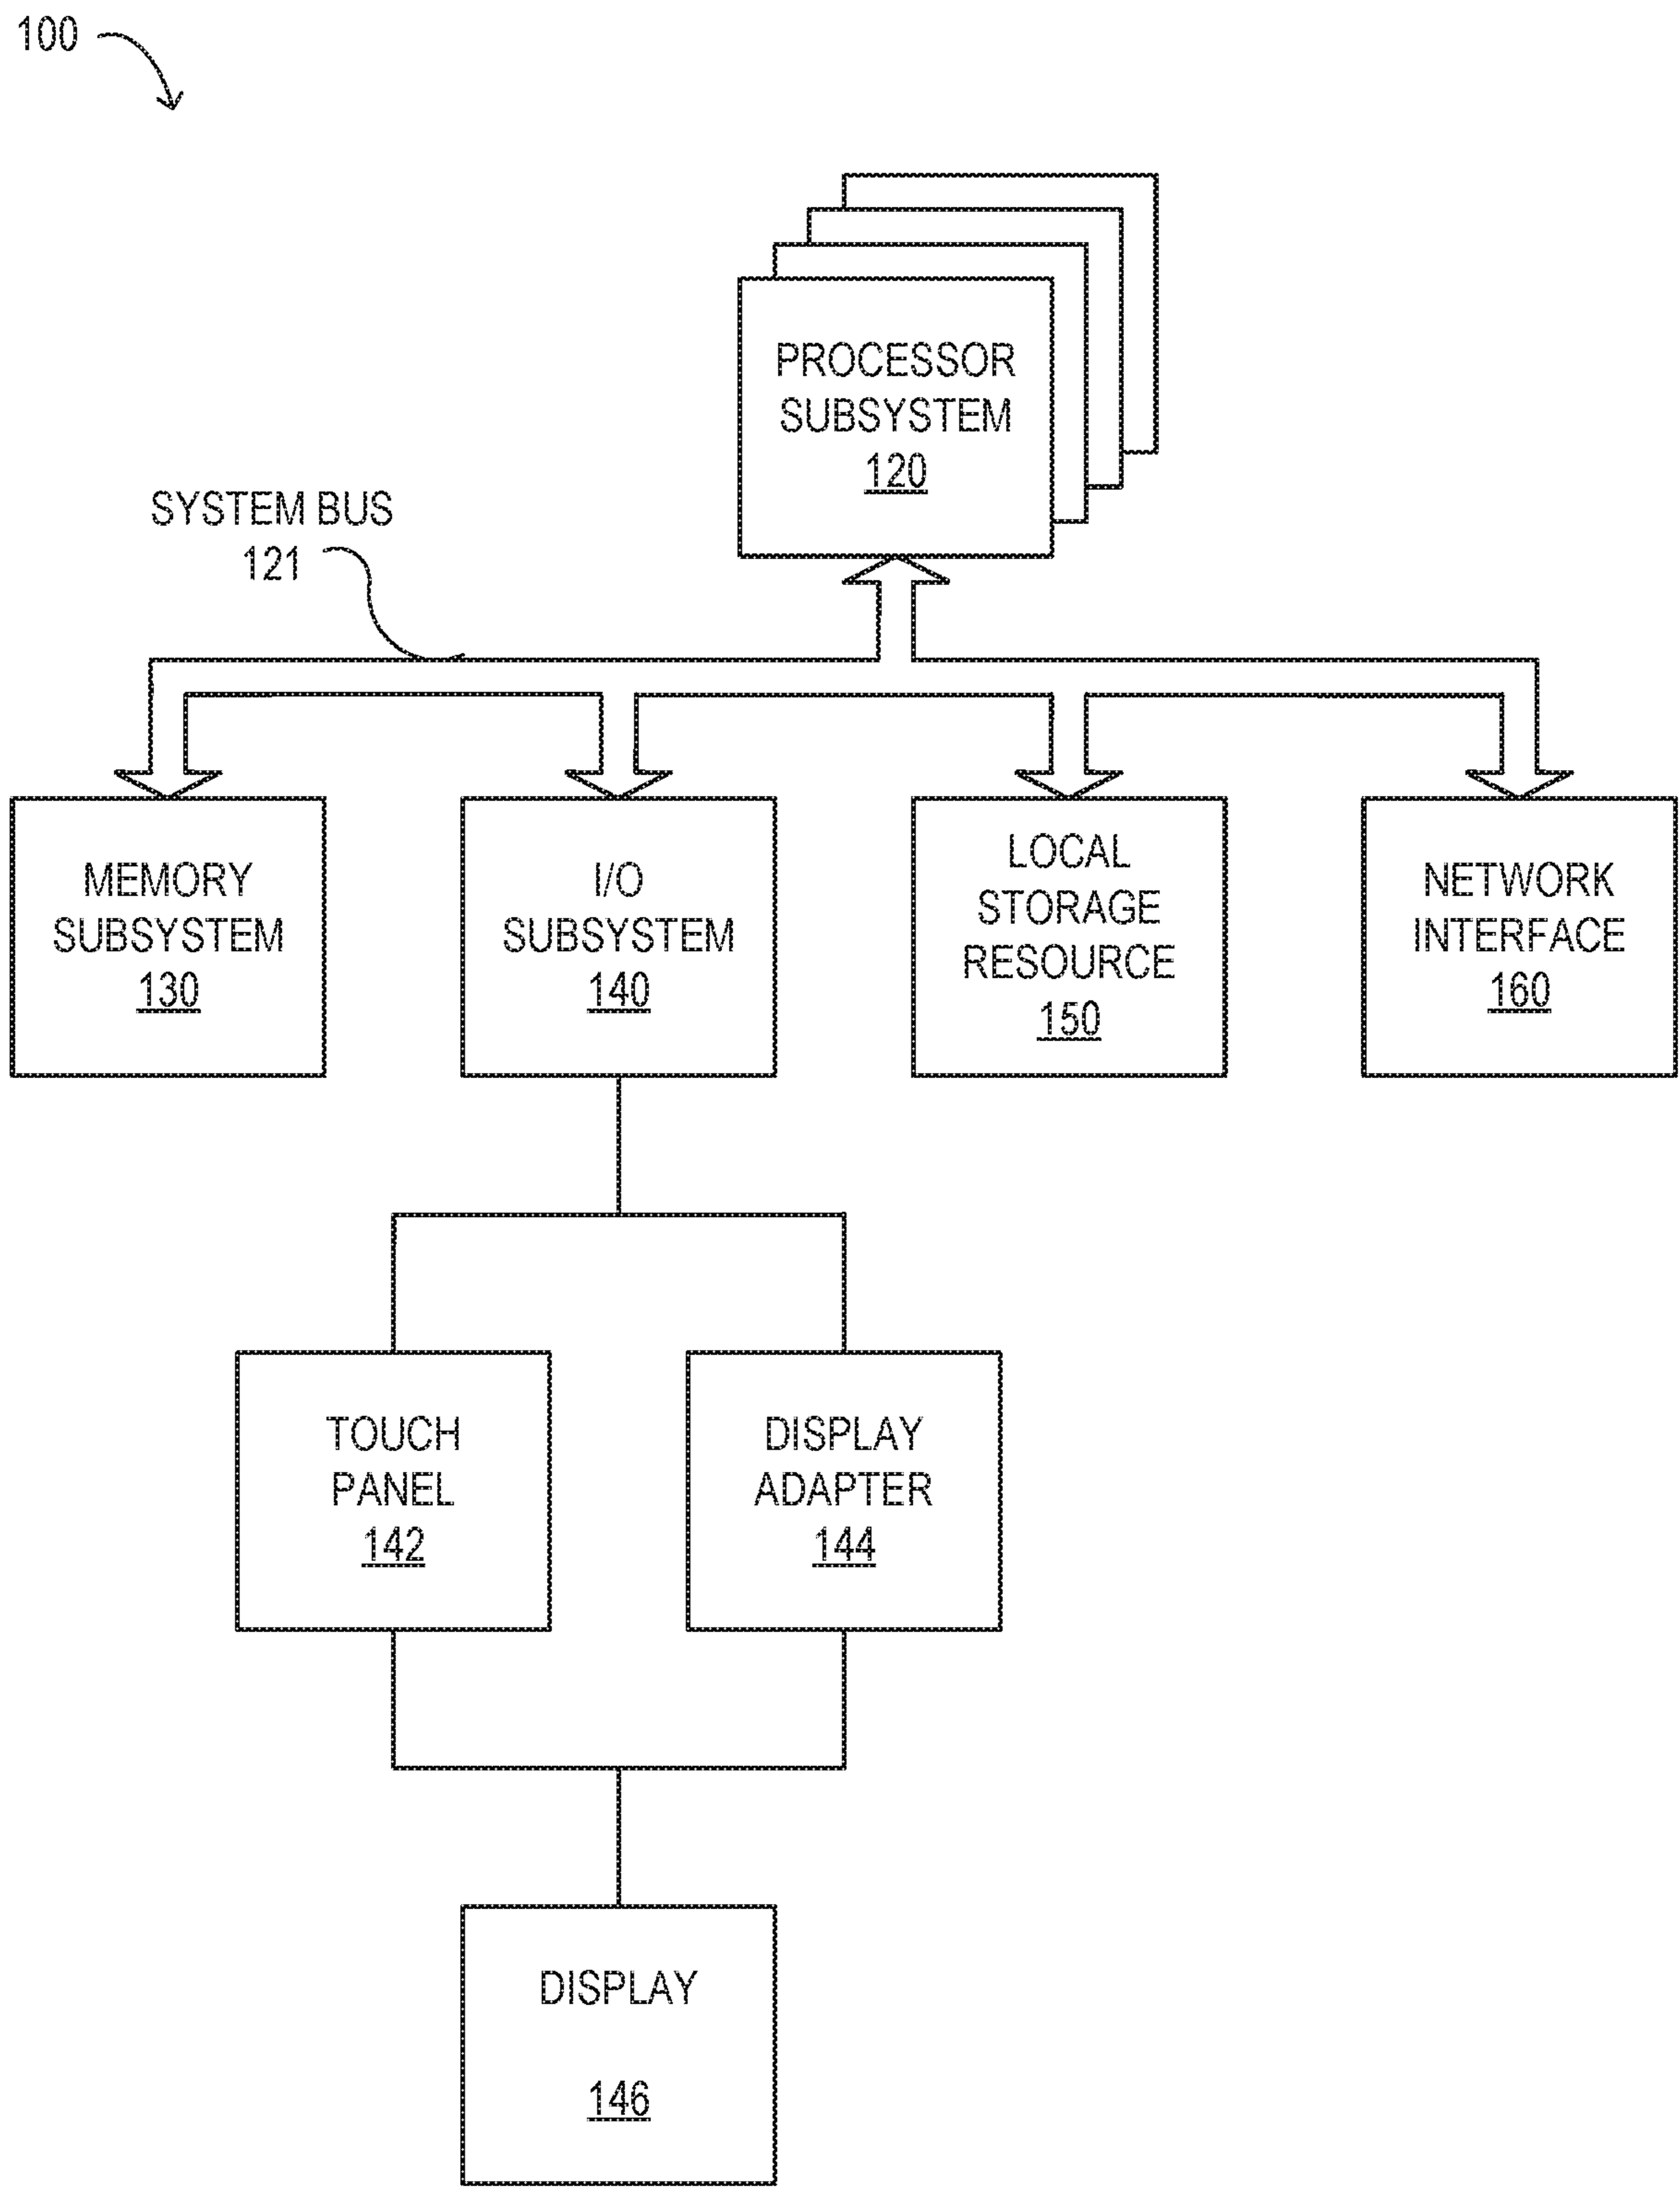 100
PROCESSOR
SUBSYSTEM
120
SYSTEM BUS
121
MEMORY
SUBSYSTEM
130
I/O
SUBSYSTEM
140
LOCAL
STORAGE
RESOURCE
150
NETWORK
INTERFACE
160
TOUCH
PANEL
142
DISPLAY
ADAPTER
144
DISPLAY
146